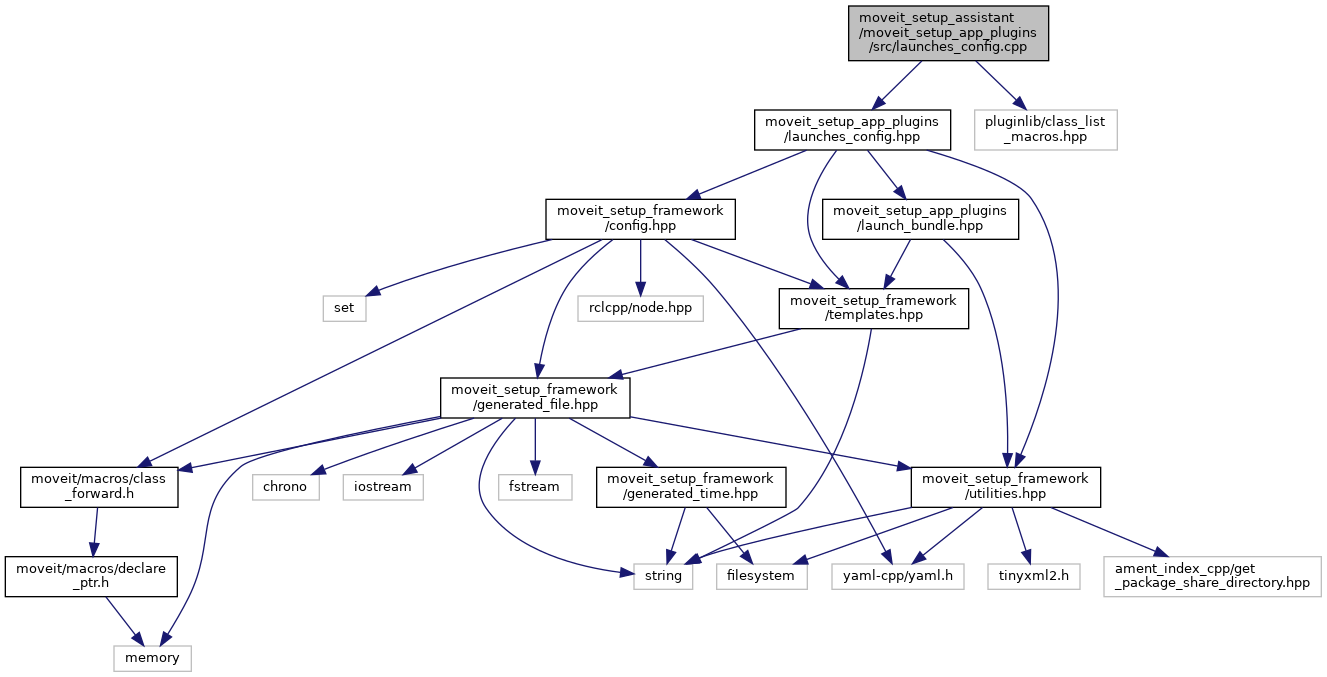 moveit_setup_assistant
/moveit_setup_app_plugins
/src/launches_config.cpp
moveit_setup_app_plugins
/launches_config.hpp
pluginlib/class_list
_macros.hpp
moveit_setup_framework
/config.hpp
moveit_setup_app_plugins
/launch_bundle.hpp
set
rclcpp/node.hpp
moveit_setup_framework
/templates.hpp
moveit_setup_framework
/generated_file.hpp
moveit/macros/class
_forward.h
chrono
iostream
fstream
moveit_setup_framework
/generated_time.hpp
moveit_setup_framework
/utilities.hpp
moveit/macros/declare
_ptr.h
string
filesystem
yaml-cpp/yaml.h
tinyxml2.h
ament_index_cpp/get
_package_share_directory.hpp
memory